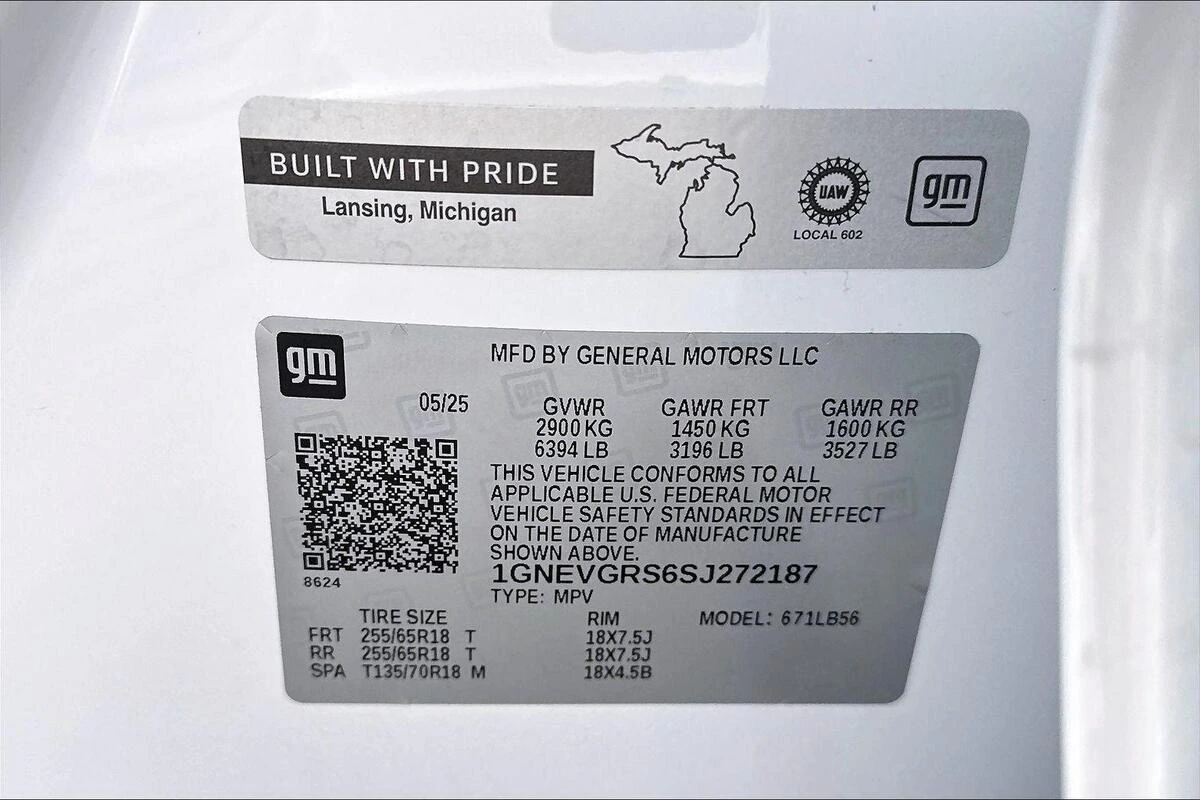 BUILT WITH PRIDE
Lansing, Michigan
UAW
LOCAL 602
gm
gm
MFD BY GENERAL MOTORS LLC
05/25 GVWR GAWR FRT GAWR RR
2900 KG 1450 KG 1600 KG
6394 LB 3196 LB 3527 LB
THIS VEHICLE CONFORMS TO ALL
APPLICABLE U.S. FEDERAL MOTOR
VEHICLE SAFETY STANDARDS IN EFFECT
ON THE DATE OF MANUFACTURE
SHOWN ABOVE.
8624
1GNEVGRS6SJ272187
TYPE: MPV
TIRE SIZE RIM MODEL: 671LB56
FRT 255/65R18 T 18X7.5J
RR 255/65R18 T 18X7.5J
SPA T135/70R18 M 18X4.5B